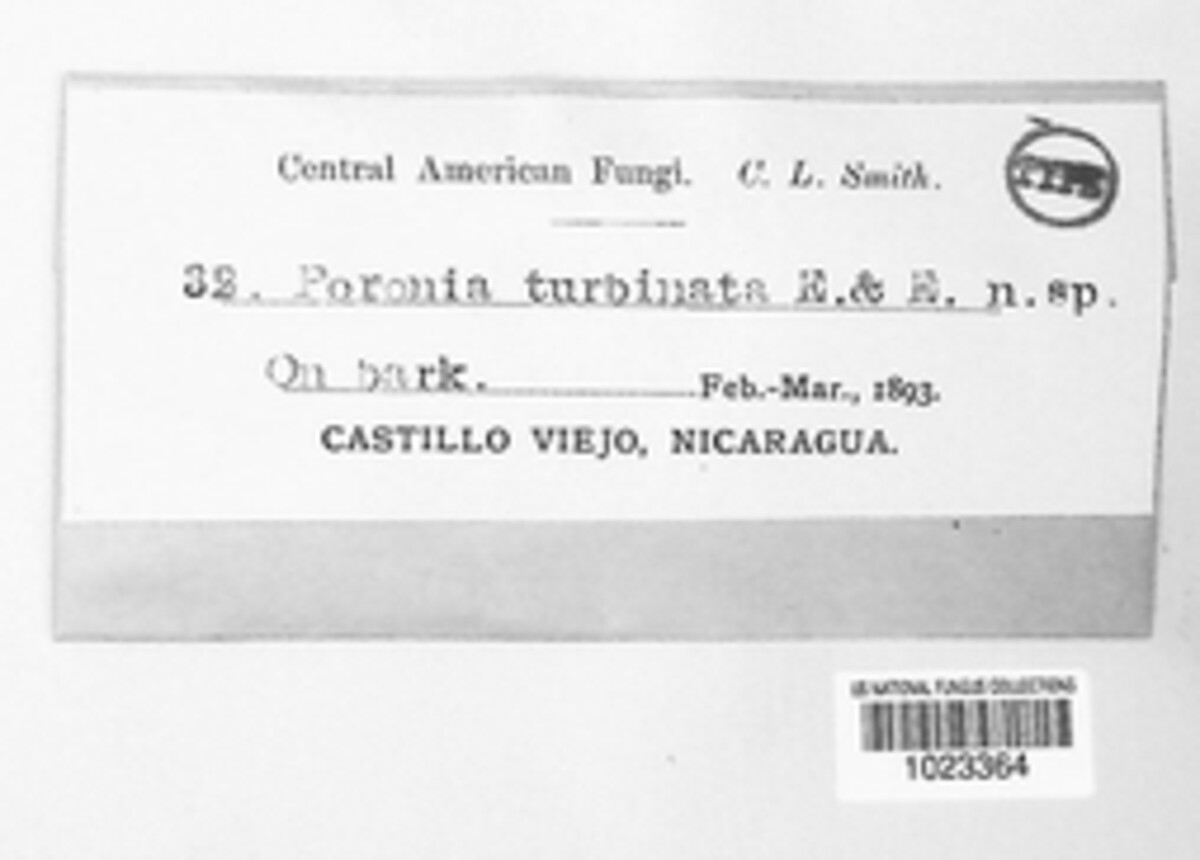 Central American Fungi. C. L. Smith.
TYPE
32. Poronia turbinata E.& E. n.sp.
On bark. Feb.-Mar., 1893.
CASTILLO VIEJO, NICARAGUA.
US NATIONAL FUNGUS COLLECTIONS
1023364